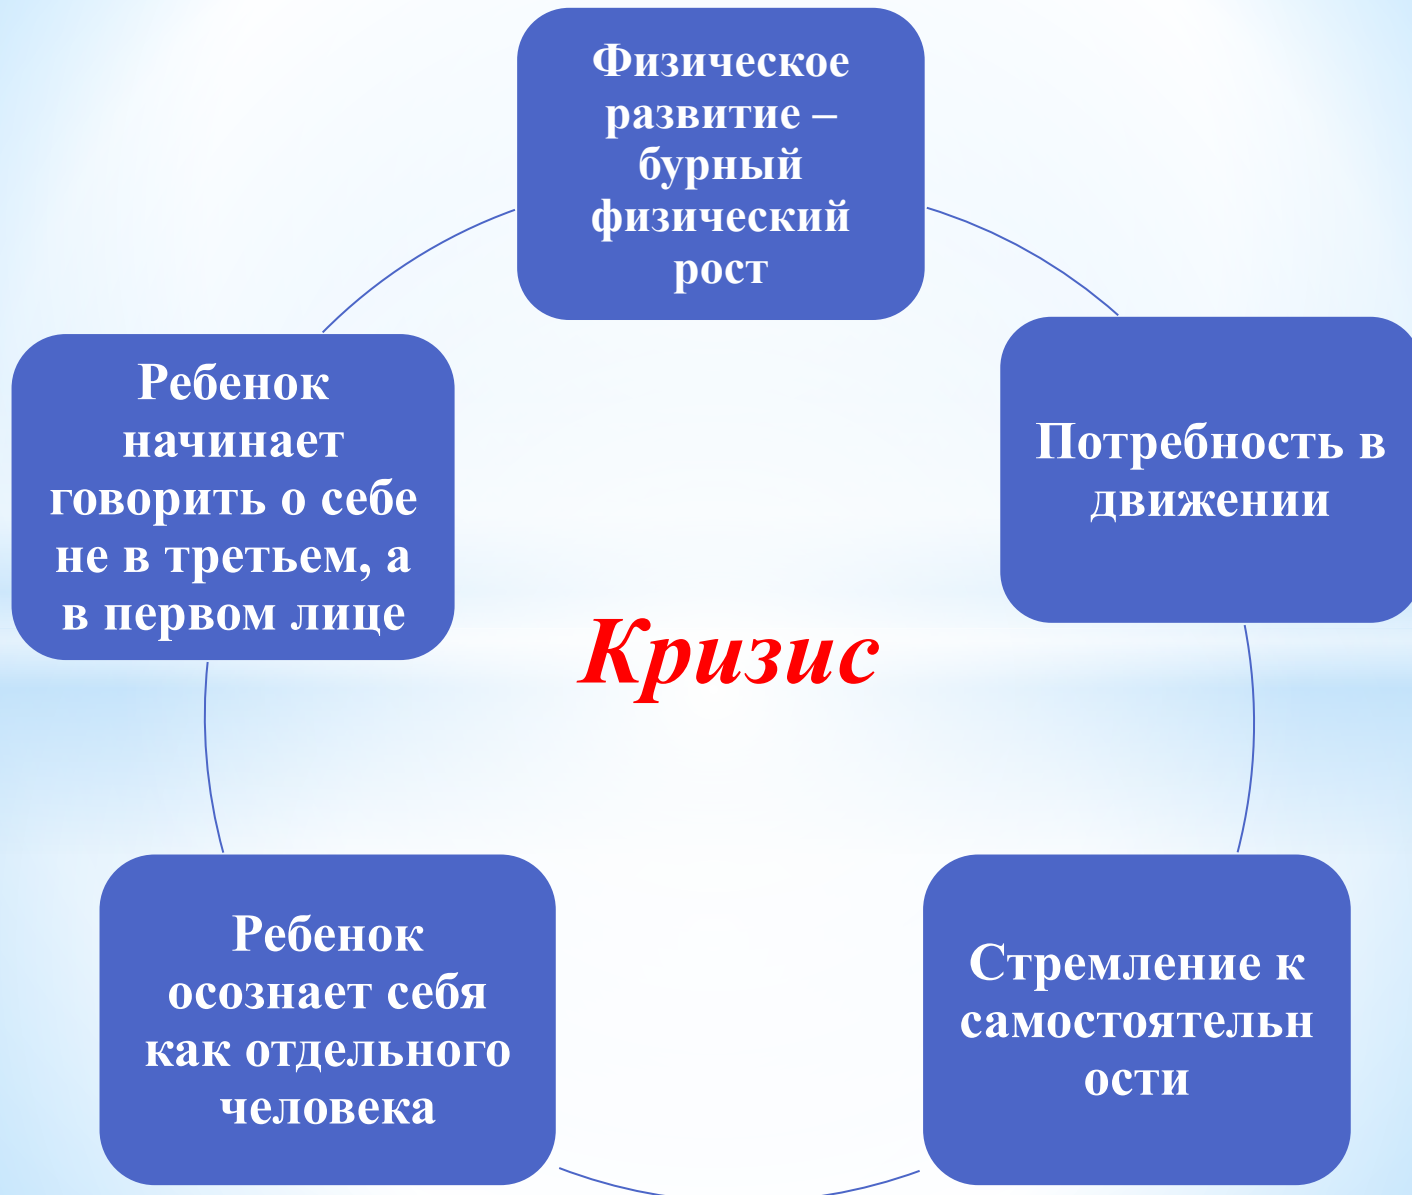 Физическое
развитие –
бурный
физический
рост
Потребность в
движении
Стремление к
самостоятельн
ости
Ребенок
осознает себя
как отдельного
человека
Ребенок
начинает
говорить о себе
не в третьем, а
в первом лице
Кризис